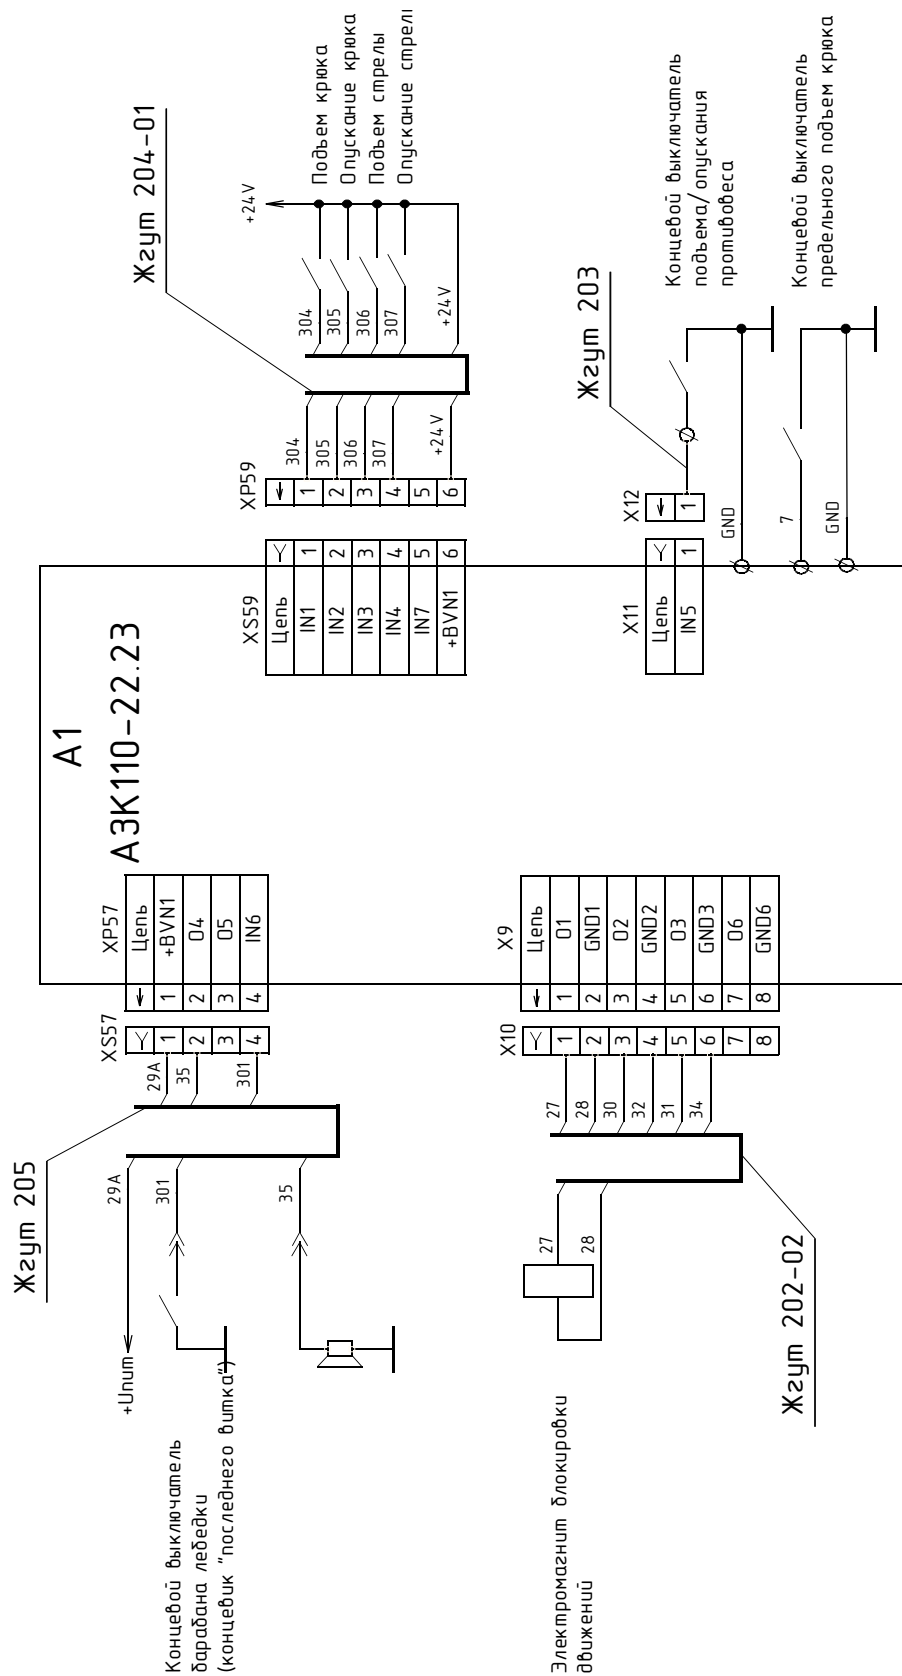 A1
АЗК110-22.23
Жгут 205
+Uпит
29А
301
35
Концевой выключатель
барабана лебедки
(концевик "последнего витка")
29А
35
301
XS57
1
2
3
4
XP57
Цепь
1 +BVN1
2 O4
3 O5
4 IN6
Электромагнит блокировки
движений
27
28
Жгут 202-02
27
28
30
32
31
34
X10
1
2
3
4
5
6
7
8
X9
Цепь
1 O1
2 GND1
3 O2
4 GND2
5 O3
6 GND3
7 O6
8 GND6
XS59
Цепь
IN1 1
IN2 2
IN3 3
IN4 4
IN7 5
+BVN1 6
XP59
1
2
3
4
5
6
304
305
306
307
+24V
Жгут 204-01
304
305
306
307
+24V
+24V
Подъем крюка
Опускание крюка
Подъем стрелы
Опускание стрел
X11
Цепь
IN5 1
X12
1
Жгут 203
GND
7
GND
Концевой выключатель
подъема/опускания
противовеса
Концевой выключатель
предельного подъем крюка